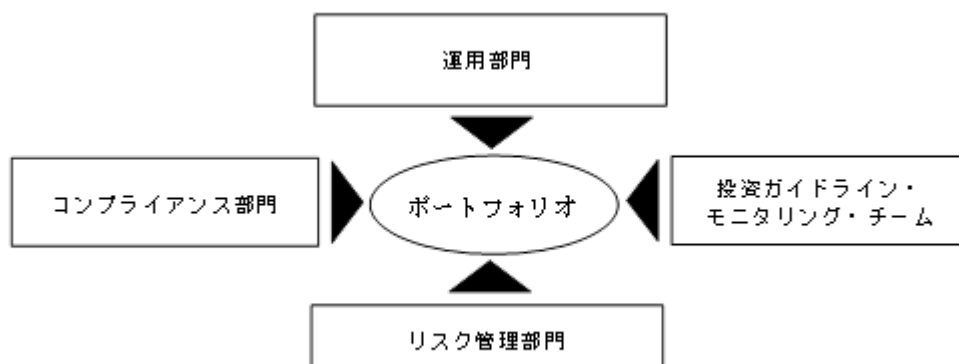 運用部門
コンプライアンス部門
ポートフォリオ
投資ガイドライン・
モニタリング・チーム
リスク管理部門